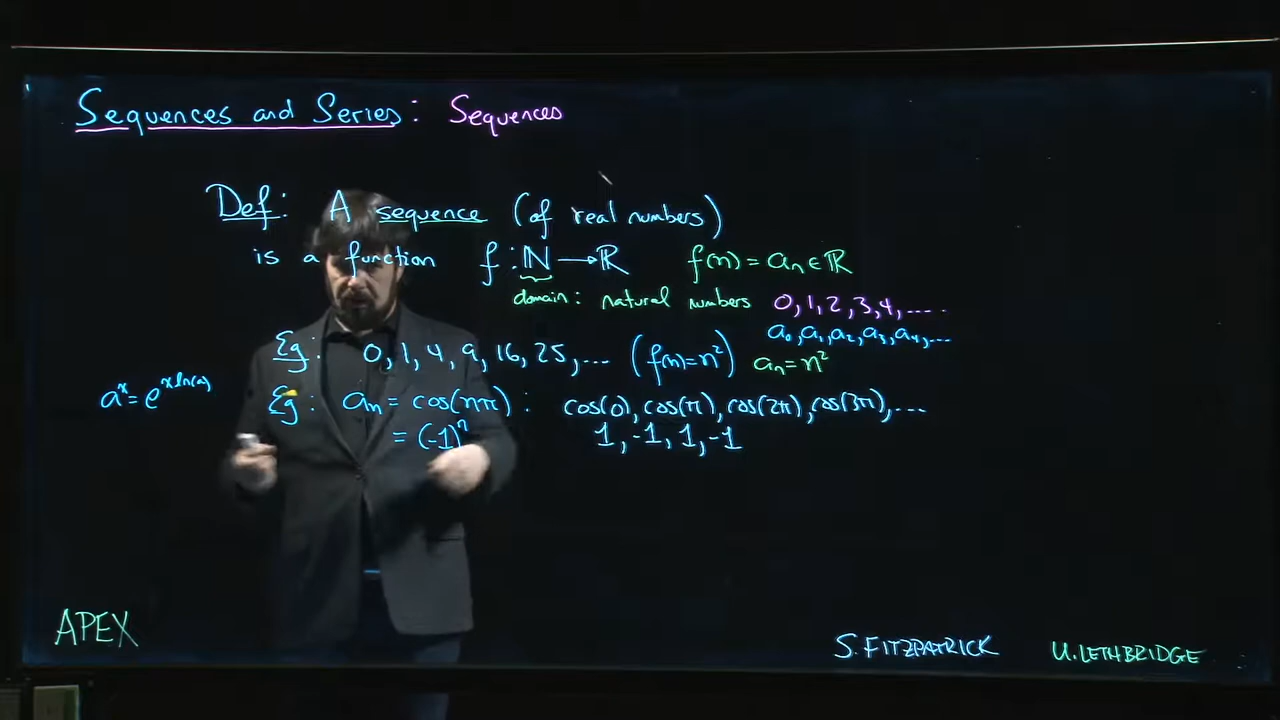 Sequences and Series: Sequences
Def: A sequence (of real numbers)
is a function f: ℕ → ℝ f(n) = aₙ ∈ ℝ
domain: natural numbers 0, 1, 2, 3, 4, ....
a₀, a₁, a₂, a₃, a₄, ...
Eg: 0, 1, 4, 9, 16, 25, ... (f(n) = n²) aₙ = n²
aˣ = e^(x ln(a))
Eg: aₙ = cos(nπ): cos(0), cos(π), cos(2π), cos(3π), ...
= (-1)ⁿ 1, -1, 1, -1
APEX
S. FITZPATRICK U. LETHBRIDGE